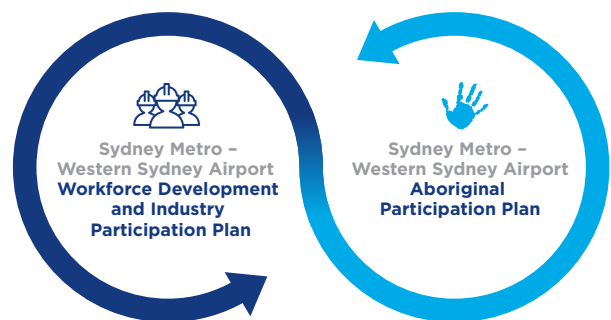 Sydney Metro –
Western Sydney Airport
Workforce Development
and Industry
Participation Plan
Sydney Metro –
Western Sydney Airport
Aboriginal
Participation Plan